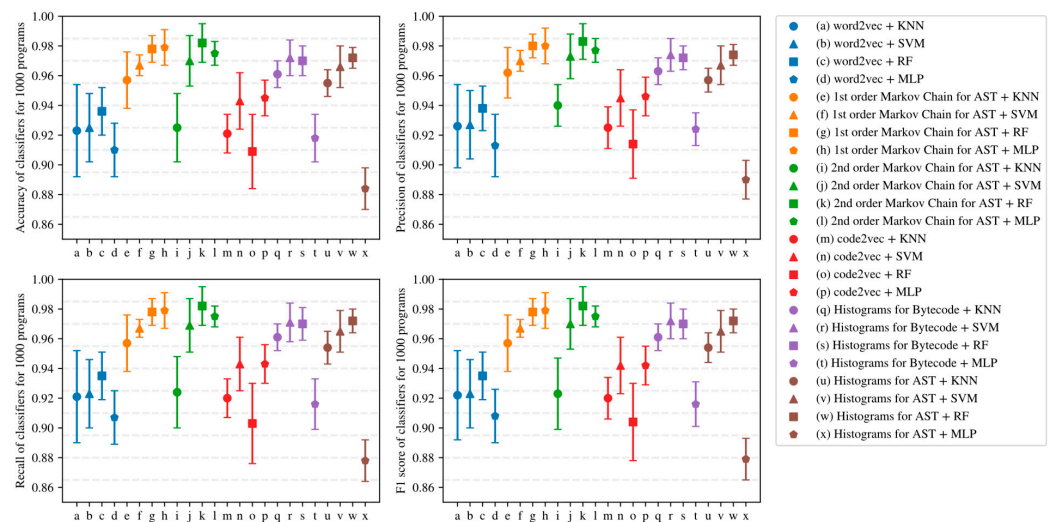 Accuracy of classifiers for 1000 programs
0.98
0.96
0.94
0.92
0.90
0.88
0.86
a b c d e f g h i j k l m n o p q r s t u v w x
Precision of classifiers for 1000 programs
0.98
0.96
0.94
0.92
0.90
0.88
0.86
a b c d e f g h i j k l m n o p q r s t u v w x
Recall of classifiers for 1000 programs
0.98
0.96
0.94
0.92
0.90
0.88
0.86
a b c d e f g h i j k l m n o p q r s t u v w x
F1 score of classifiers for 1000 programs
0.98
0.96
0.94
0.92
0.90
0.88
0.86
a b c d e f g h i j k l m n o p q r s t u v w x
(a) word2vec + KNN
(b) word2vec + SVM
(c) word2vec + RF
(d) word2vec + MLP
(e) 1st order Markov Chain for AST + KNN
(f) 1st order Markov Chain for AST + SVM
(g) 1st order Markov Chain for AST + RF
(h) 1st order Markov Chain for AST + MLP
(i) 2nd order Markov Chain for AST + KNN
(j) 2nd order Markov Chain for AST + SVM
(k) 2nd order Markov Chain for AST + RF
(l) 2nd order Markov Chain for AST + MLP
(m) code2vec + KNN
(n) code2vec + SVM
(o) code2vec + RF
(p) code2vec + MLP
(q) Histograms for Bytecode + KNN
(r) Histograms for Bytecode + SVM
(s) Histograms for Bytecode + RF
(t) Histograms for Bytecode + MLP
(u) Histograms for AST + KNN
(v) Histograms for AST + SVM
(w) Histograms for AST + RF
(x) Histograms for AST + MLP